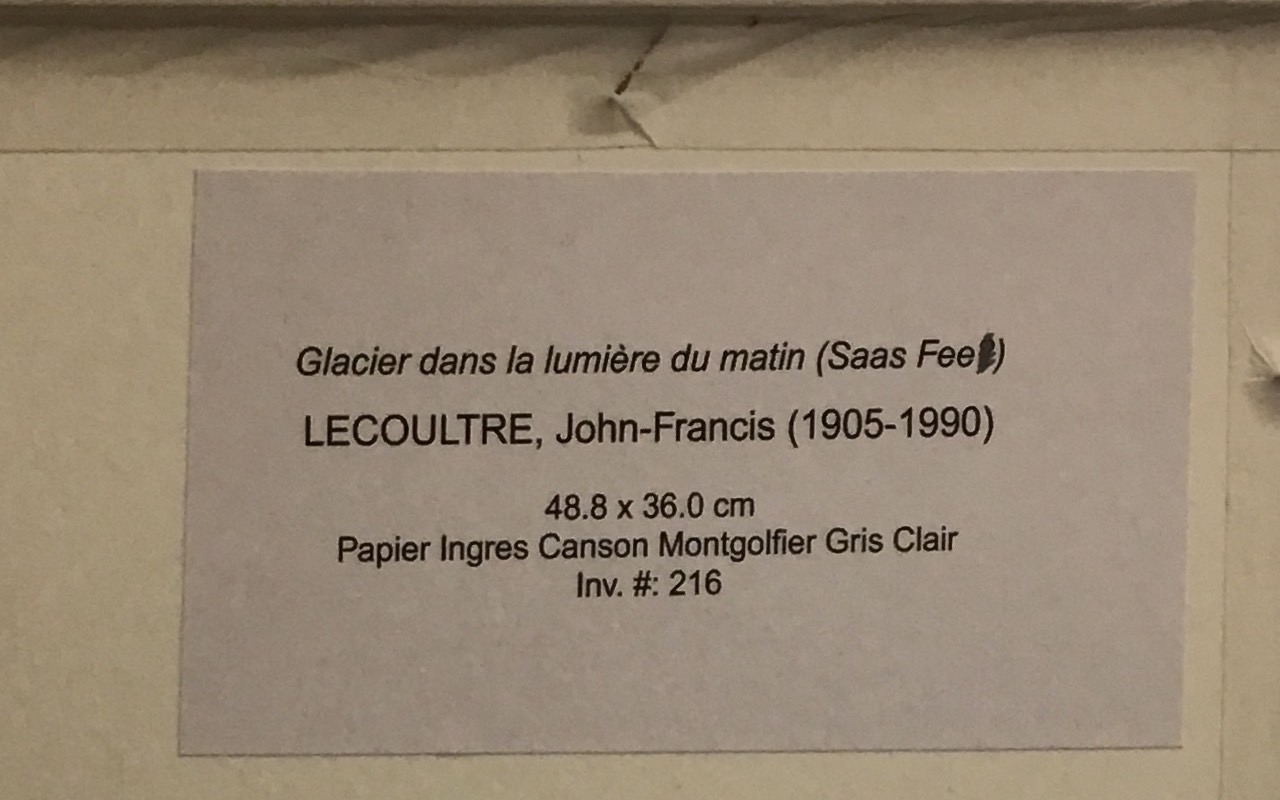 Glacier dans la lumière du matin (Saas Fee)
LECOULTRE, John-Francis (1905-1990)
48.8 x 36.0 cm
Papier Ingres Canson Montgolfier Gris Clair
Inv. #: 216